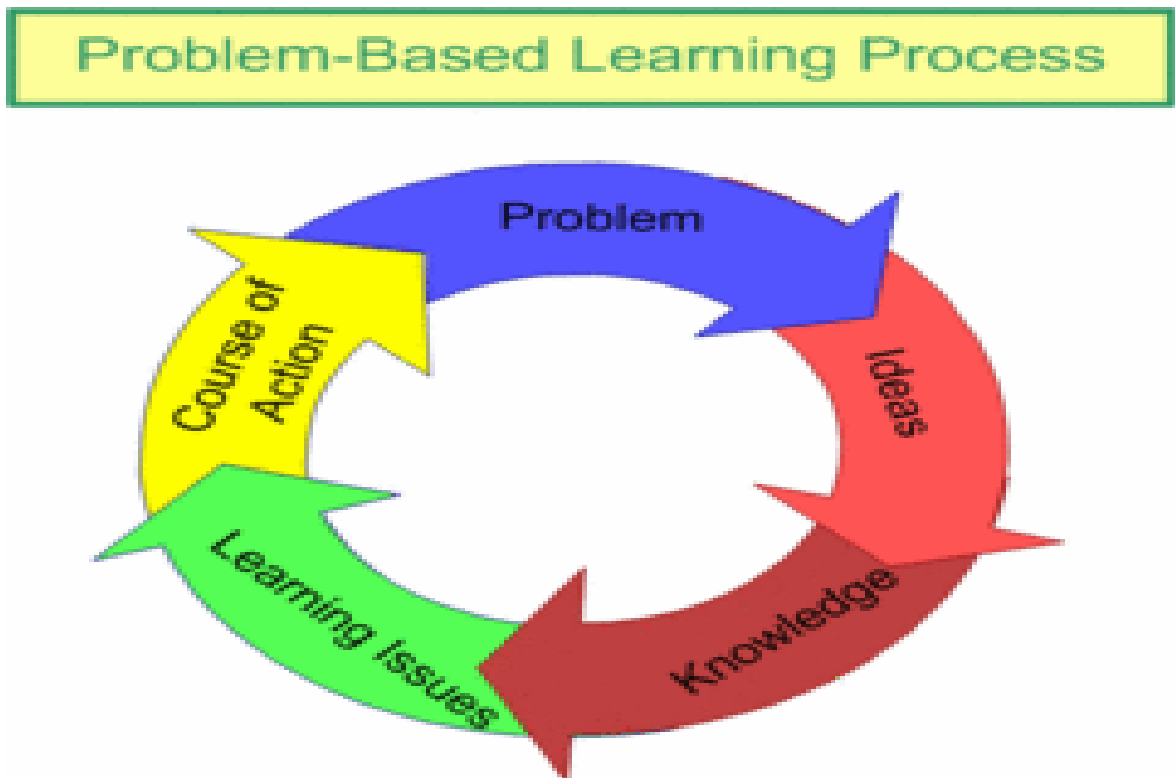 Problem-Based Learning Process
Problem
Ideas
Knowledge
Learning Issues
Course of
Action